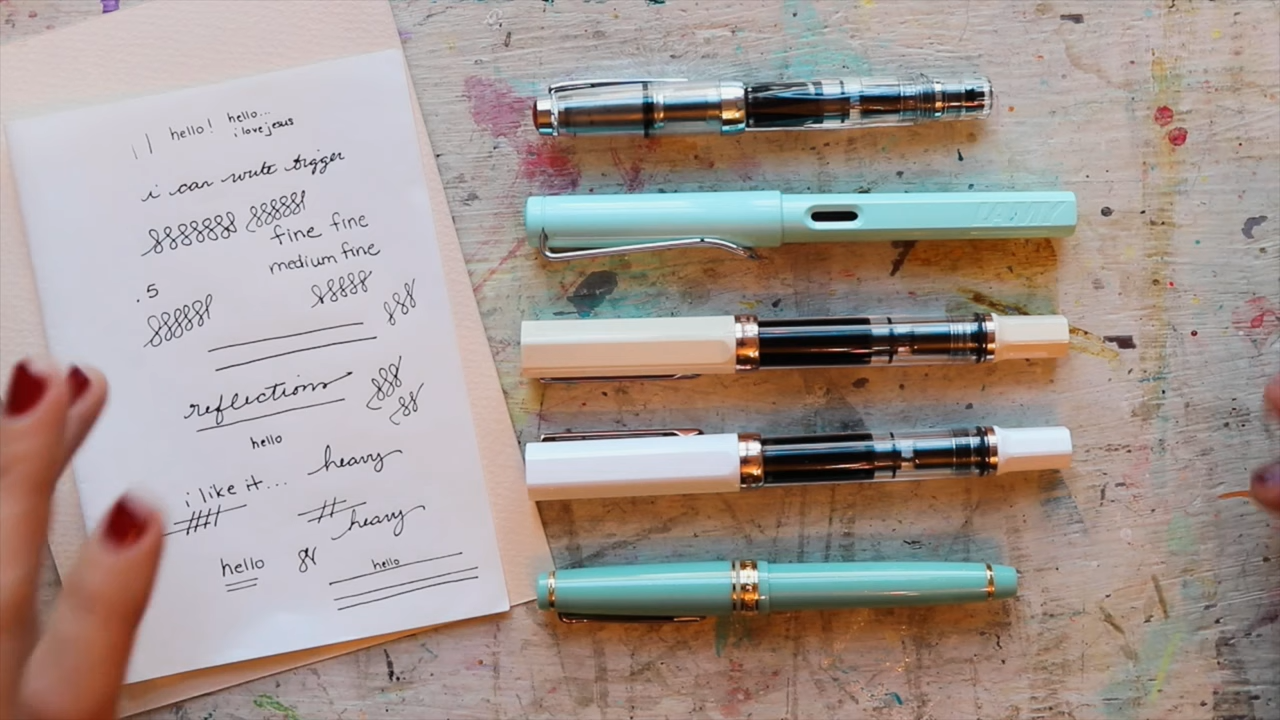 hello! hello...
i love jesus
i can write bigger
fine fine
medium fine
.5
reflections
hello
heavy
i like it...
heavy
hello
hello
LAMY